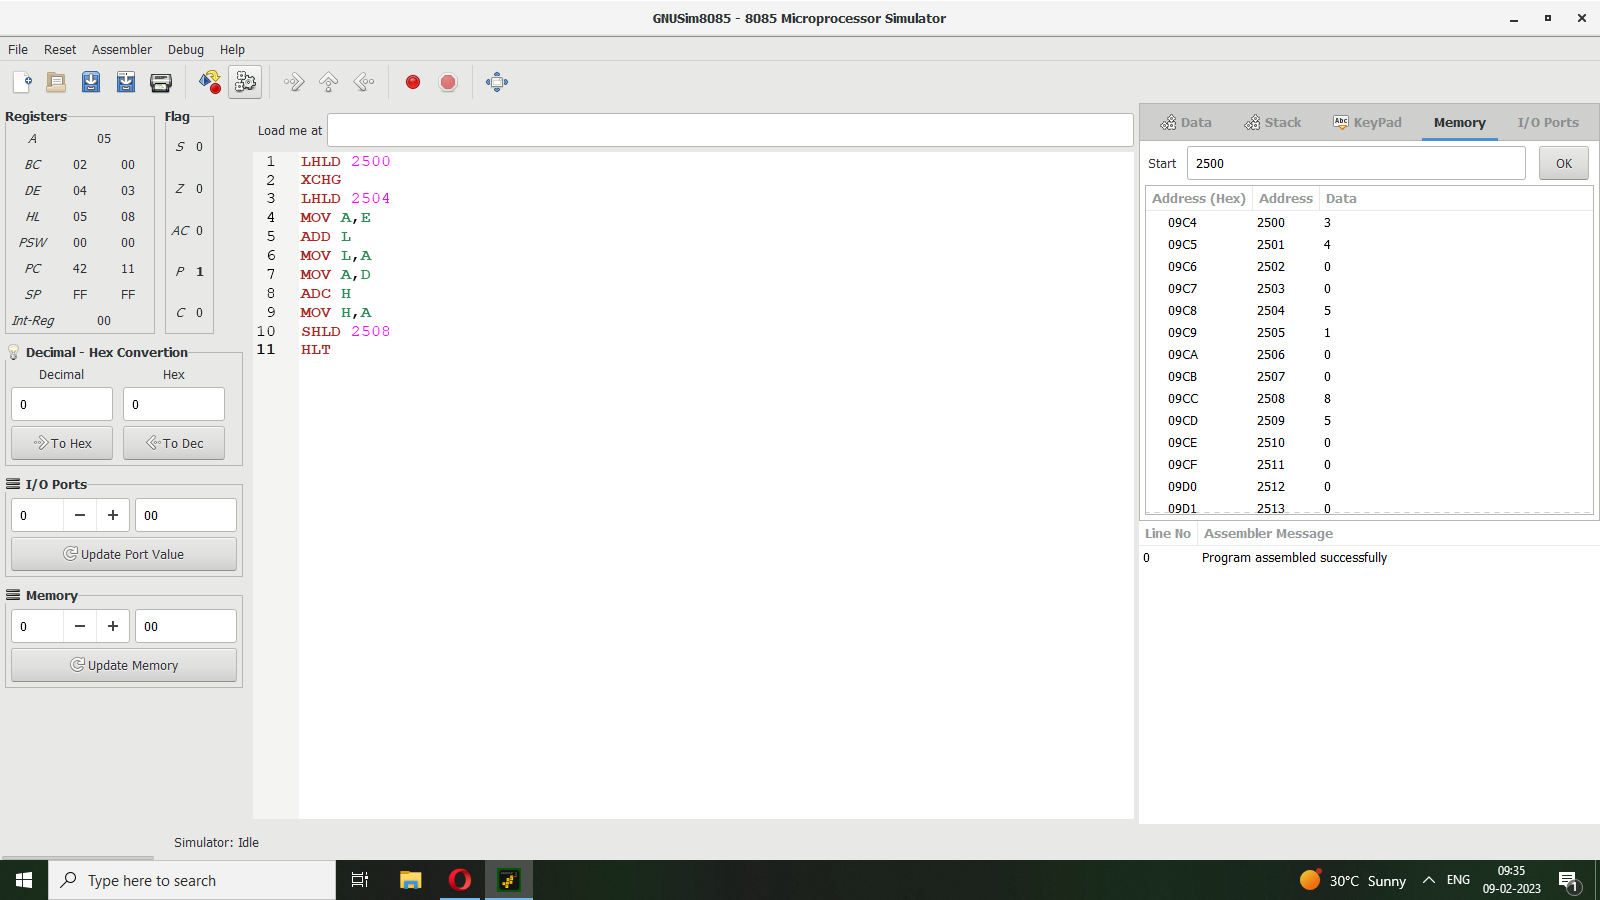 GNUSim8085 - 8085 Microprocessor Simulator
File Reset Assembler Debug Help
Registers
A 05
BC 02 00
DE 04 03
HL 05 08
PSW 00 00
PC 42 11
SP FF FF
Int-Reg 00
Flag
S 0
Z 0
AC 0
P 1
C 0
Decimal - Hex Convertion
Decimal Hex
0 0
To Hex To Dec
I/O Ports
0 − + 00
Update Port Value
Memory
0 − + 00
Update Memory
Load me at
1 LHLD 2500
2 XCHG
3 LHLD 2504
4 MOV A,E
5 ADD L
6 MOV L,A
7 MOV A,D
8 ADC H
9 MOV H,A
10 SHLD 2508
11 HLT
Data Stack Abc KeyPad Memory I/O Ports
Start 2500 OK
Address (Hex) Address Data
09C4 2500 3
09C5 2501 4
09C6 2502 0
09C7 2503 0
09C8 2504 5
09C9 2505 1
09CA 2506 0
09CB 2507 0
09CC 2508 8
09CD 2509 5
09CE 2510 0
09CF 2511 0
09D0 2512 0
09D1 2513 0
Line No Assembler Message
0 Program assembled successfully
Simulator: Idle
Type here to search
30°C Sunny
ENG
09:35
09-02-2023
1